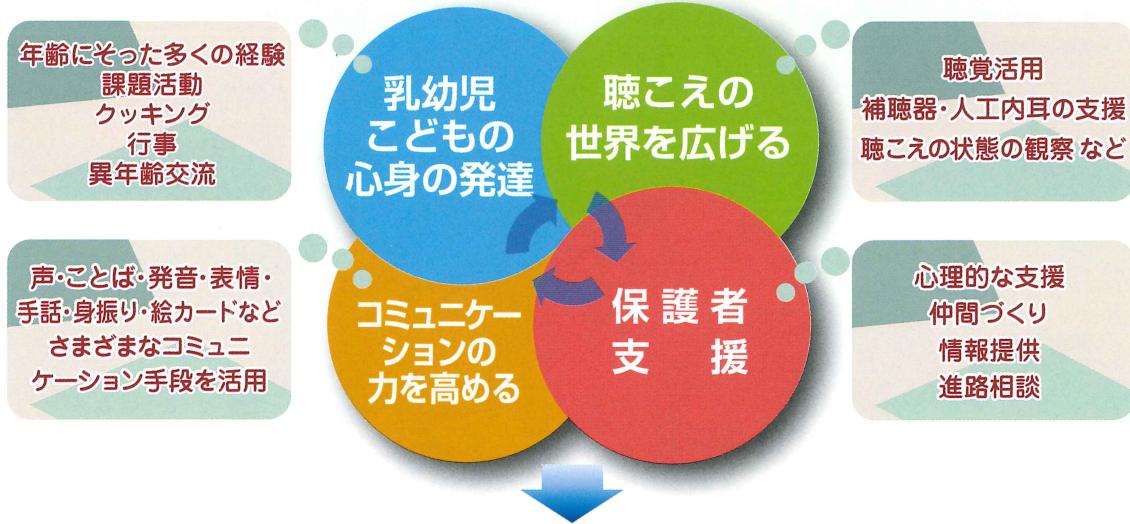 年齢にそった多くの経験
課題活動
クッキング
行事
異年齢交流
乳幼児
こどもの
心身の発達
聴こえの
世界を広げる
聴覚活用
補聴器・人工内耳の支援
聴こえの状態の観察 など
声・ことば・発音・表情・
手話・身振り・絵カードなど
さまざまなコミュニ
ケーション手段を活用
コミュニケー
ションの
力を高める
保護者
支援
心理的な支援
仲間づくり
情報提供
進路相談